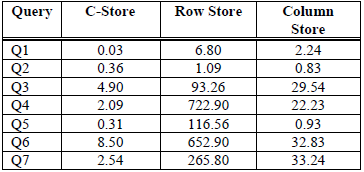 Query C-Store Row Store Column
Store
Q1 0.03 6.80 2.24
Q2 0.36 1.09 0.83
Q3 4.90 93.26 29.54
Q4 2.09 722.90 22.23
Q5 0.31 116.56 0.93
Q6 8.50 652.90 32.83
Q7 2.54 265.80 33.24